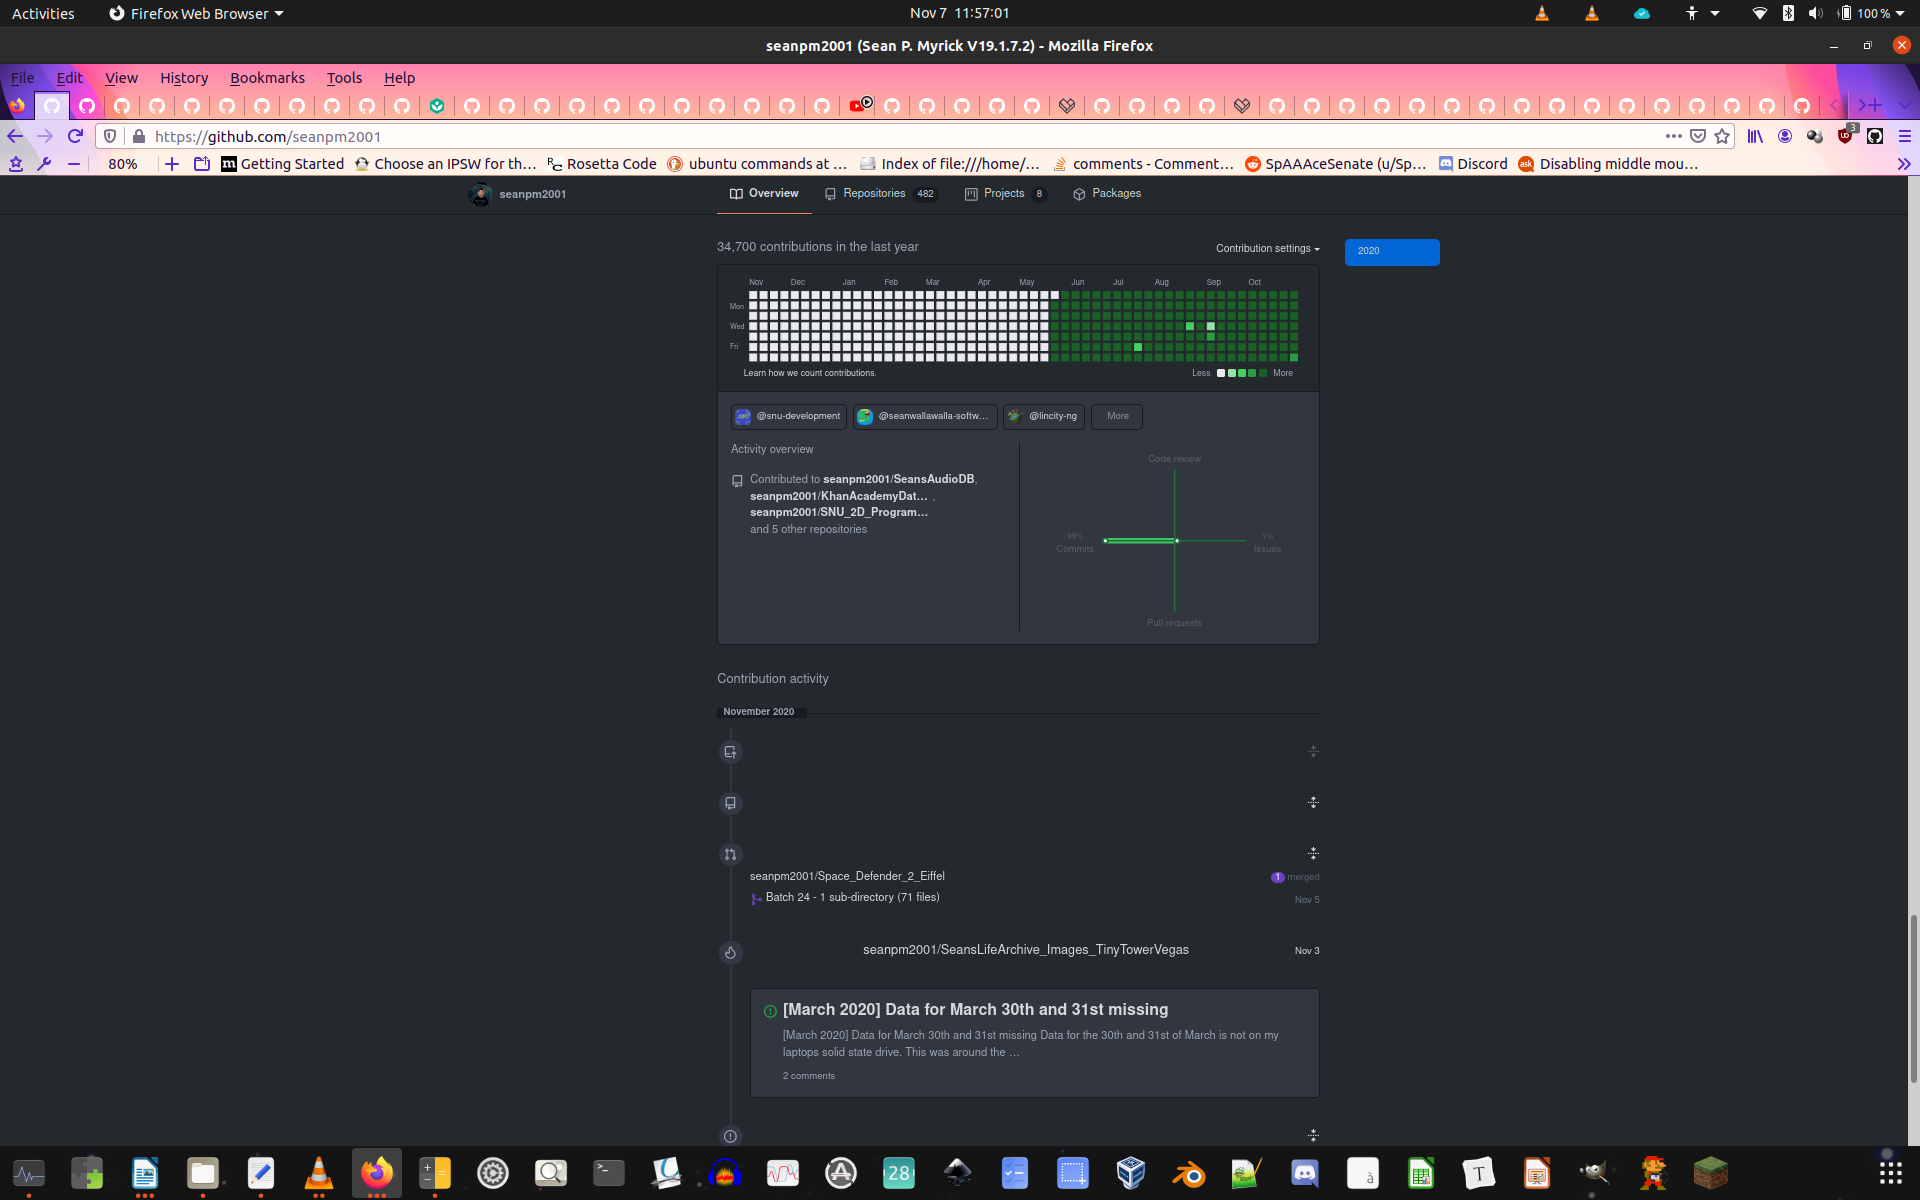 Activities
Firefox Web Browser
Nov 7 11:57:01
100 %
seanpm2001 (Sean P. Myrick V19.1.7.2) - Mozilla Firefox
File Edit View History Bookmarks Tools Help
https://github.com/seanpm2001
3
80%
Getting Started
Choose an IPSW for th…
Rosetta Code
ubuntu commands at …
Index of file:///home/…
comments - Comment…
SpAAAceSenate (u/Sp…
Discord
Disabling middle mou…
seanpm2001
Overview
Repositories 482
Projects 8
Packages
34,700 contributions in the last year
Contribution settings
2020
Nov Dec Jan Feb Mar Apr May Jun Jul Aug Sep Oct
Mon
Wed
Fri
Learn how we count contributions.
Less
More
@snu-development
@seanwallawalla-softw…
@lincity-ng
More
Activity overview
Contributed to seanpm2001/SeansAudioDB,
seanpm2001/KhanAcademyDat… ,
seanpm2001/SNU_2D_Program…
and 5 other repositories
Code review
99%
Commits
1%
Issues
Pull requests
Contribution activity
November 2020
seanpm2001/Space_Defender_2_Eiffel
1 merged
Batch 24 - 1 sub-directory (71 files)
Nov 5
seanpm2001/SeansLifeArchive_Images_TinyTowerVegas
Nov 3
[March 2020] Data for March 30th and 31st missing
[March 2020] Data for March 30th and 31st missing Data for the 30th and 31st of March is not on my
laptops solid state drive. This was around the …
2 comments
28